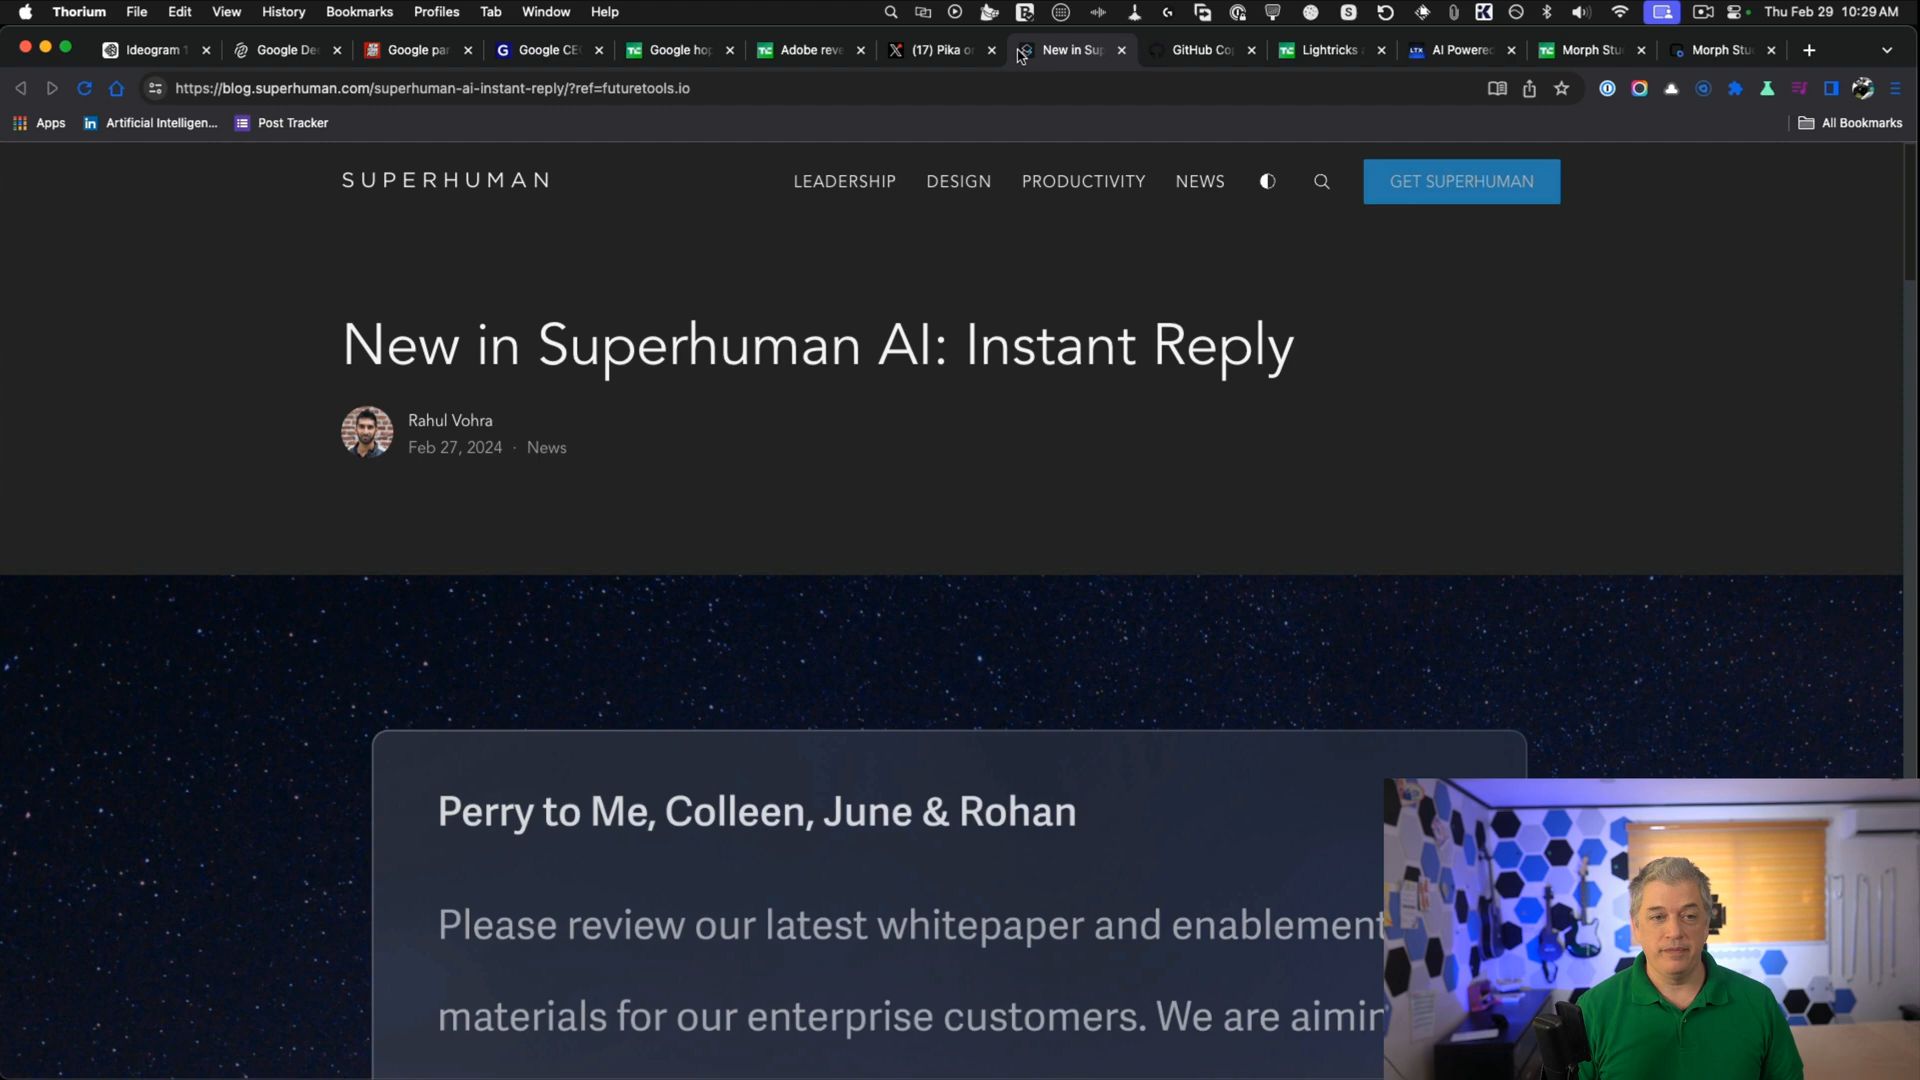 Thorium File Edit View History Bookmarks Profiles Tab Window Help Thu Feb 29 10:29 AM
Ideogram 1 Google De Google par Google CE Google ho Adobe reve (17) Pika or New in Sup GitHub Co Lightricks AI Powere Morph Stu Morph Stu
https://blog.superhuman.com/superhuman-ai-instant-reply/?ref=futuretools.io
Apps Artificial Intelligen... Post Tracker All Bookmarks
SUPERHUMAN LEADERSHIP DESIGN PRODUCTIVITY NEWS GET SUPERHUMAN
New in Superhuman AI: Instant Reply
Rahul Vohra
Feb 27, 2024 · News
Perry to Me, Colleen, June & Rohan
Please review our latest whitepaper and enablement
materials for our enterprise customers. We are aimin